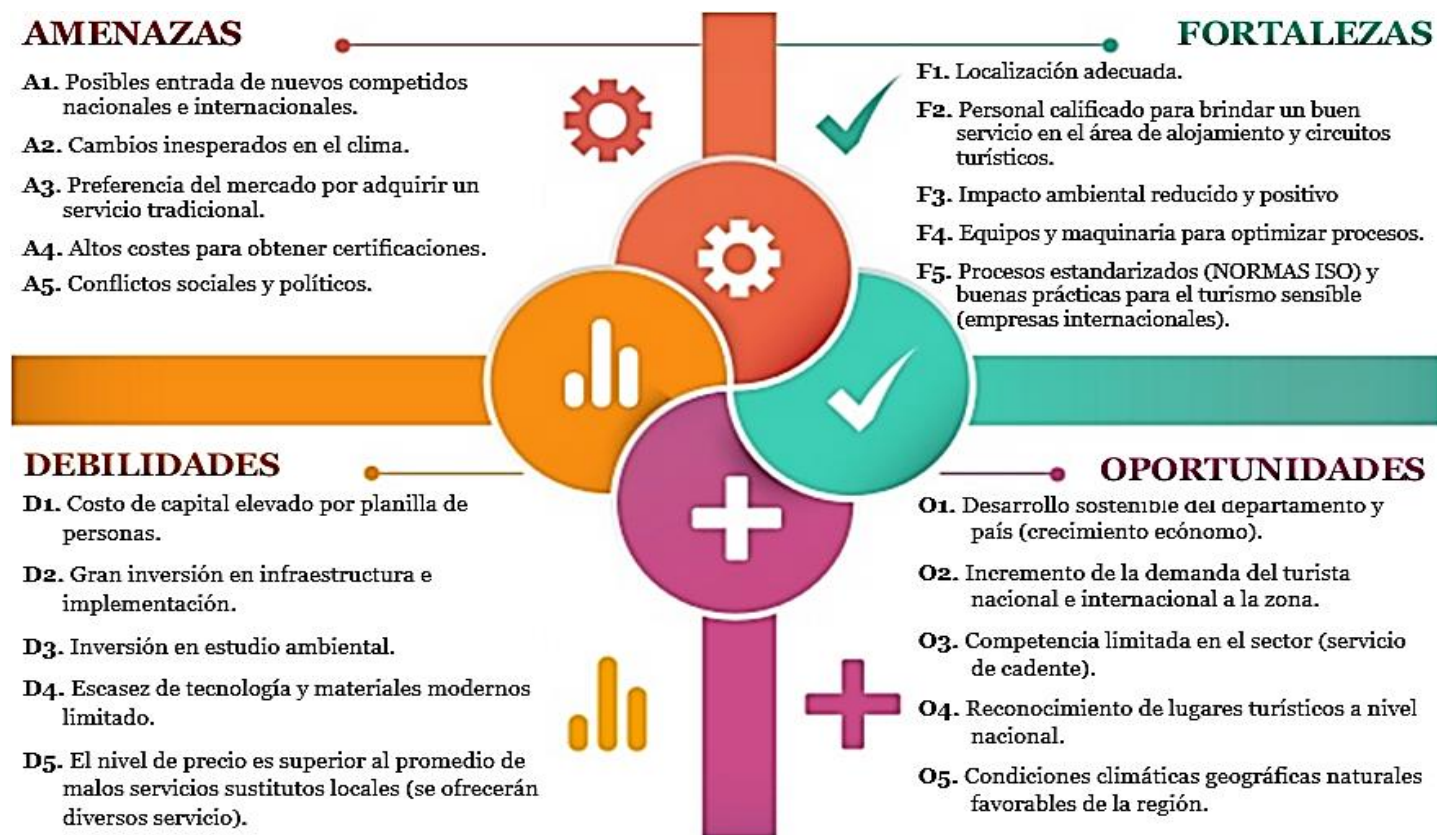 AMENAZAS
A1. Posibles entrada de nuevos competidos
nacionales e internacionales.
A2. Cambios inesperados en el clima.
A3. Preferencia del mercado por adquirir un
servicio tradicional.
A4. Altos costes para obtener certificaciones.
A5. Conflictos sociales y políticos.
FORTALEZAS
F1. Localización adecuada.
F2. Personal calificado para brindar un buen
servicio en el área de alojamiento y circuitos
turísticos.
F3. Impacto ambiental reducido y positivo
F4. Equipos y maquinaria para optimizar procesos.
F5. Procesos estandarizados (NORMAS ISO) y
buenas prácticas para el turismo sensible
(empresas internacionales).
DEBILIDADES
D1. Costo de capital elevado por planilla de
personas.
D2. Gran inversión en infraestructura e
implementación.
D3. Inversión en estudio ambiental.
D4. Escasez de tecnología y materiales modernos
limitado.
D5. El nivel de precio es superior al promedio de
malos servicios sustitutos locales (se ofrecerán
diversos servicio).
OPORTUNIDADES
O1. Desarrollo sostenible del departamento y
país (crecimiento ecónomo).
O2. Incremento de la demanda del turista
nacional e internacional a la zona.
O3. Competencia limitada en el sector (servicio
de cadente).
O4. Reconocimiento de lugares turísticos a nivel
nacional.
O5. Condiciones climáticas geográficas naturales
favorables de la región.